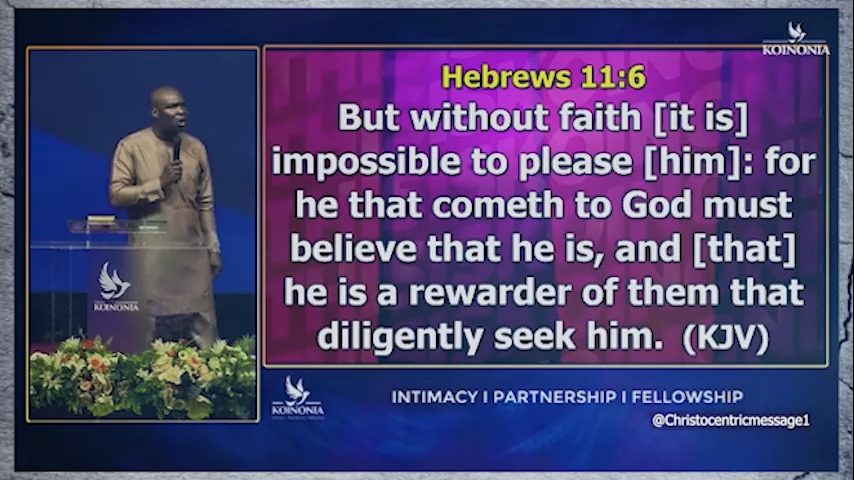 KOINONIA
Hebrews 11:6
But without faith [it is]
impossible to please [him]: for
he that cometh to God must
believe that he is, and [that]
he is a rewarder of them that
diligently seek him. (KJV)
KOINONIA
KOINONIA
INTIMACY I PARTNERSHIP I FELLOWSHIP
@Christocentricmessage1